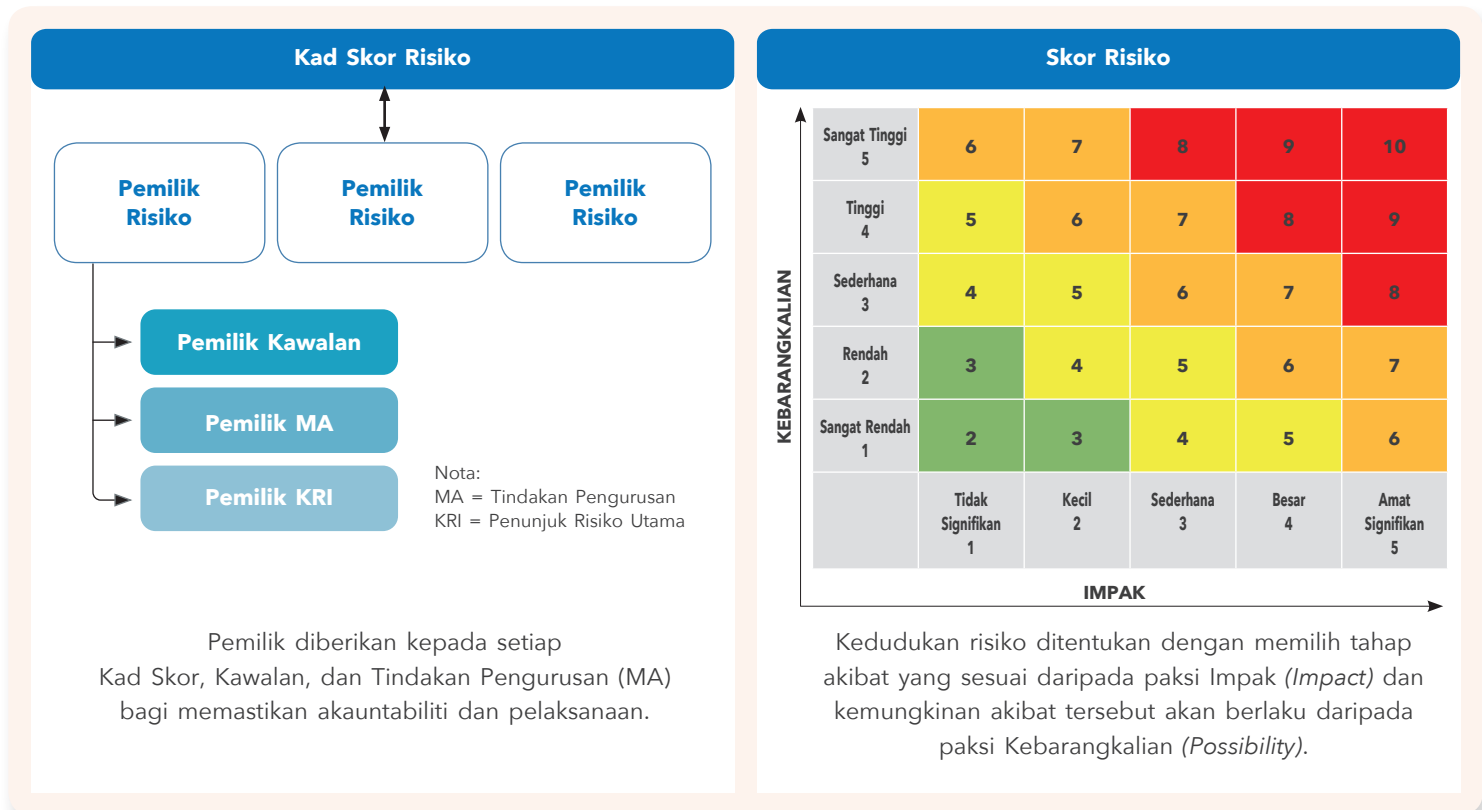 Kad Skor Risiko
Pemilik
Risiko
Pemilik
Risiko
Pemilik
Risiko
Pemilik Kawalan
Pemilik MA
Pemilik KRI
Nota:
MA = Tindakan Pengurusan
KRI = Penunjuk Risiko Utama
Pemilik diberikan kepada setiap
Kad Skor, Kawalan, dan Tindakan Pengurusan (MA)
bagi memastikan akauntabiliti dan pelaksanaan.
Skor Risiko
KEBARANGKALIAN
Sangat Tinggi
5
6 7 8 9 10
Tinggi
4
5 6 7 8 9
Sederhana
3
4 5 6 7 8
Rendah
2
3 4 5 6 7
Sangat Rendah
1
2 3 4 5 6
Tidak
Signifikan
1
Kecil
2
Sederhana
3
Besar
4
Amat
Signifikan
5
IMPAK
Kedudukan risiko ditentukan dengan memilih tahap
akibat yang sesuai daripada paksi Impak (Impact) dan
kemungkinan akibat tersebut akan berlaku daripada
paksi Kebarangkalian (Possibility).